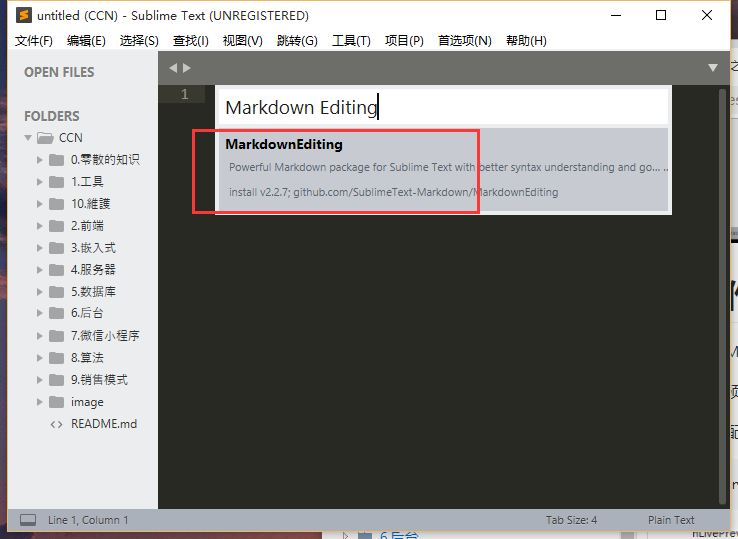 untitled (CCN) - Sublime Text (UNREGISTERED)
文件(F) 编辑(E) 选择(S) 查找(I) 视图(V) 跳转(G) 工具(T) 项目(P) 首选项(N) 帮助(H)
OPEN FILES
FOLDERS
CCN
0.零散的知识
1.工具
10.維護
2.前端
3.嵌入式
4.服务器
5.数据库
6.后台
7.微信小程序
8.算法
9.销售模式
image
README.md
1
Markdown Editing
MarkdownEditing
Powerful Markdown package for Sublime Text with better syntax understanding and go... ..
install v2.2.7; github.com/SublimeText-Markdown/MarkdownEditing
Line 1, Column 1
Tab Size: 4
Plain Text
6.后台